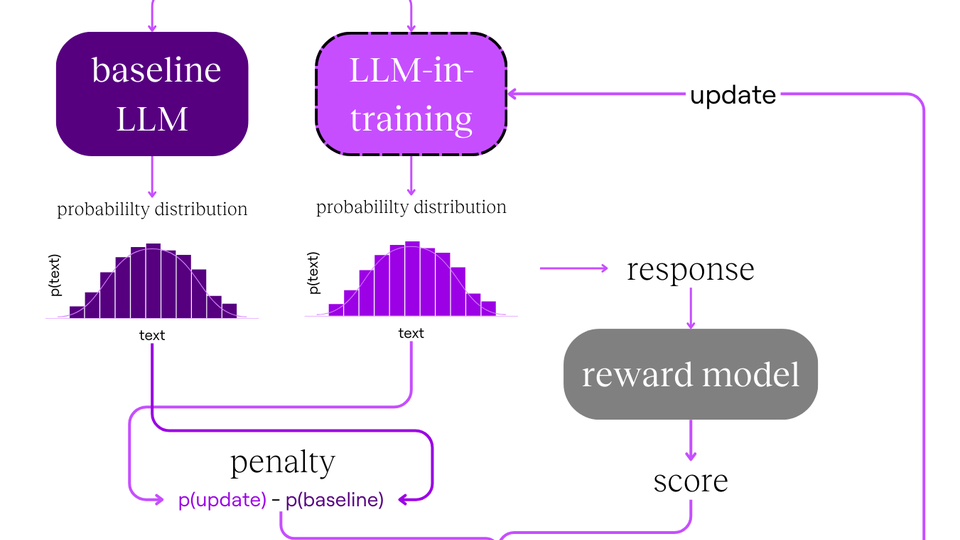 baseline
LLM
LLM-in-
training
update
probabililty distribution
probabililty distribution
p(text)
p(text)
response
text
text
reward model
penalty
score
p(update) - p(baseline)